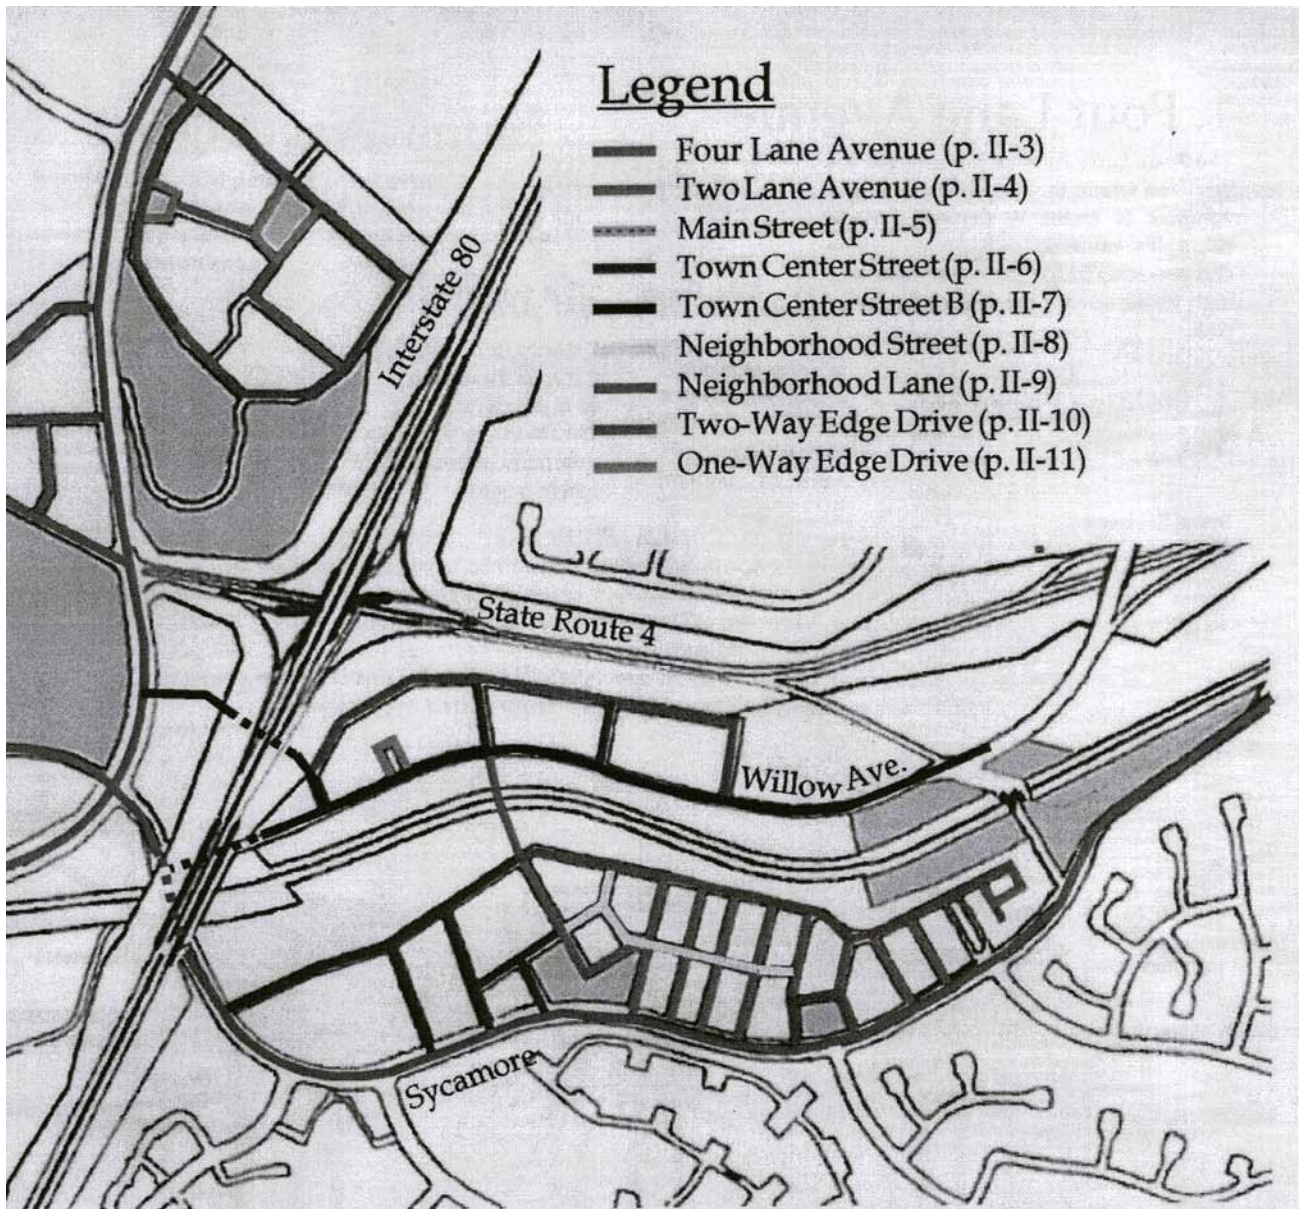 Legend
Four Lane Avenue (p. II-3)
Two Lane Avenue (p. II-4)
Main Street (p. II-5)
Town Center Street (p. II-6)
Town Center Street B (p. II-7)
Neighborhood Street (p. II-8)
Neighborhood Lane (p. II-9)
Two-Way Edge Drive (p. II-10)
One-Way Edge Drive (p. II-11)
Interstate 80
State Route 4
Willow Ave.
Sycamore